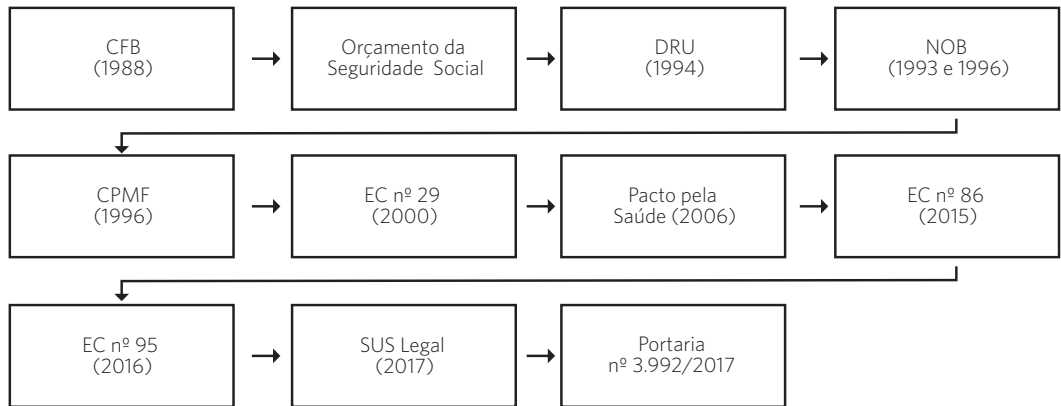 CFB
(1988)
Orçamento da
Seguridade Social
DRU
(1994)
NOB
(1993 e 1996)
CPMF
(1996)
EC nº 29
(2000)
Pacto pela
Saúde (2006)
EC nº 86
(2015)
EC nº 95
(2016)
SUS Legal
(2017)
Portaria
nº 3.992/2017